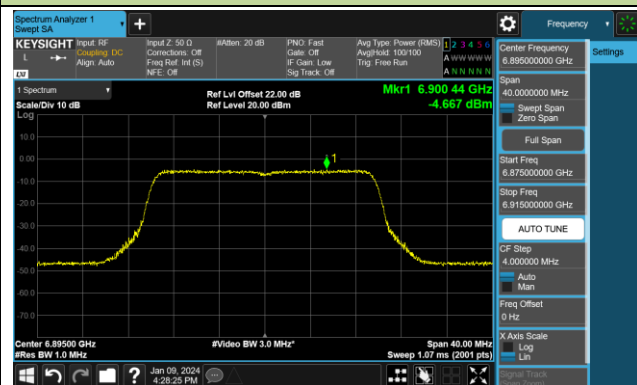 Spectrum Analyzer 1
Swept SA
Frequency
KEYSIGHT
L
LXI
Input: RF
Coupling: DC
Align: Auto
Input Z: 50 Ω
Corrections: Off
Freq Ref: Int (S)
NFE: Off
#Atten: 20 dB
PNO: Fast
Gate: Off
IF Gain: Low
Sig Track: Off
Avg Type: Power (RMS)
Avg|Hold: 100/100
Trig: Free Run
1 2 3 4 5 6
A W W W W W
A N N N N N
1 Spectrum
Scale/Div 10 dB
Log
Ref Lvl Offset 22.00 dB
Ref Level 20.00 dBm
Mkr1 6.900 44 GHz
-4.667 dBm
10.0
0.00
-10.0
-20.0
-30.0
-40.0
-50.0
-60.0
-70.0
1
Center 6.89500 GHz
#Res BW 1.0 MHz
#Video BW 3.0 MHz*
Span 40.00 MHz
Sweep 1.07 ms (2001 pts)
Jan 09, 2024
4:28:25 PM
Center Frequency
6.895000000 GHz
Span
40.0000000 MHz
Swept Span
Zero Span
Full Span
Start Freq
6.875000000 GHz
Stop Freq
6.915000000 GHz
AUTO TUNE
CF Step
4.000000 MHz
Auto
Man
Freq Offset
0 Hz
X Axis Scale
Log
Lin
Signal Track
Settings